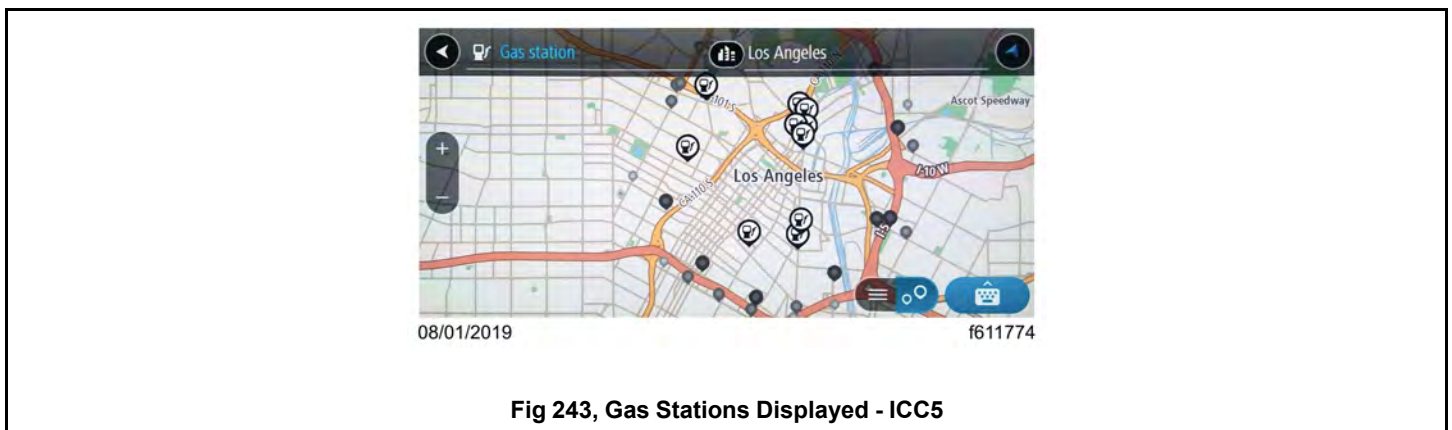 Gas station
Los Angeles
101-S
Ascot Speedway
I-10 W
Los Angeles
CA-110 S
I-5
08/01/2019
f611774
Fig 243, Gas Stations Displayed - ICC5